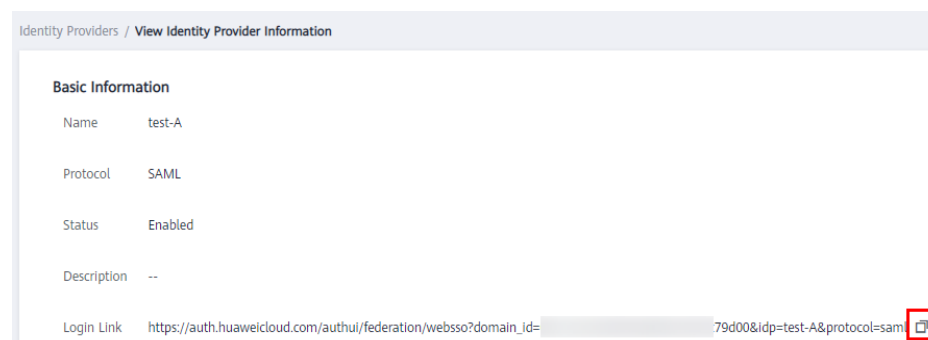 Identity Providers / View Identity Provider Information
Basic Information
Name test-A
Protocol SAML
Status Enabled
Description --
Login Link https://auth.huaweicloud.com/authui/federation/websso?domain_id= 79d00&idp=test-A&protocol=saml